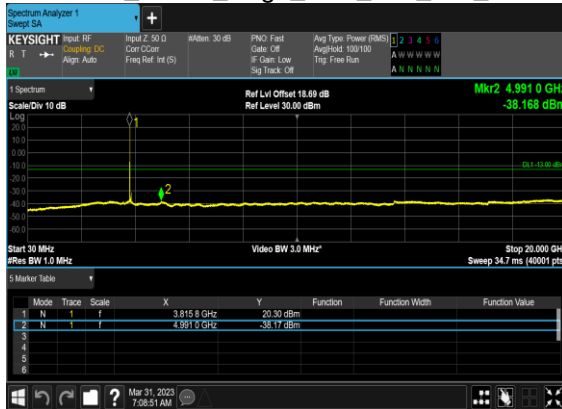 Spectrum Analyzer 1
Swept SA
+
KEYSIGHT Input: RF Input Z: 50 Ω #Atten: 30 dB PNO: Fast Avg Type: Power (RMS) 1 2 3 4 5 6
R T Coupling: DC Corr CCorr Gate: Off Avg|Hold: 100/100 A W W W W W
Align: Auto Freq Ref: Int (S) IF Gain: Low Trig: Free Run
Sig Track: Off A N N N N N
1 Spectrum Mkr2 4.991 0 GHz
Scale/Div 10 dB Ref Lvl Offset 18.69 dB -38.168 dBm
Ref Level 30.00 dBm
Log
20.0
10.0
0.00
-10.0
-20.0
-30.0
-40.0
-50.0
-60.0
1
2
DL1 -13.00 dB
Start 30 MHz Video BW 3.0 MHz* Stop 20.000 GH
#Res BW 1.0 MHz Sweep 34.7 ms (40001 pts
5 Marker Table
Mode Trace Scale X Y Function Function Width Function Value
1 N 1 f 3.815 8 GHz 20.30 dBm
2 N 1 f 4.991 0 GHz -38.17 dBm
3
4
5
6
? Mar 31, 2023
7:08:51 AM